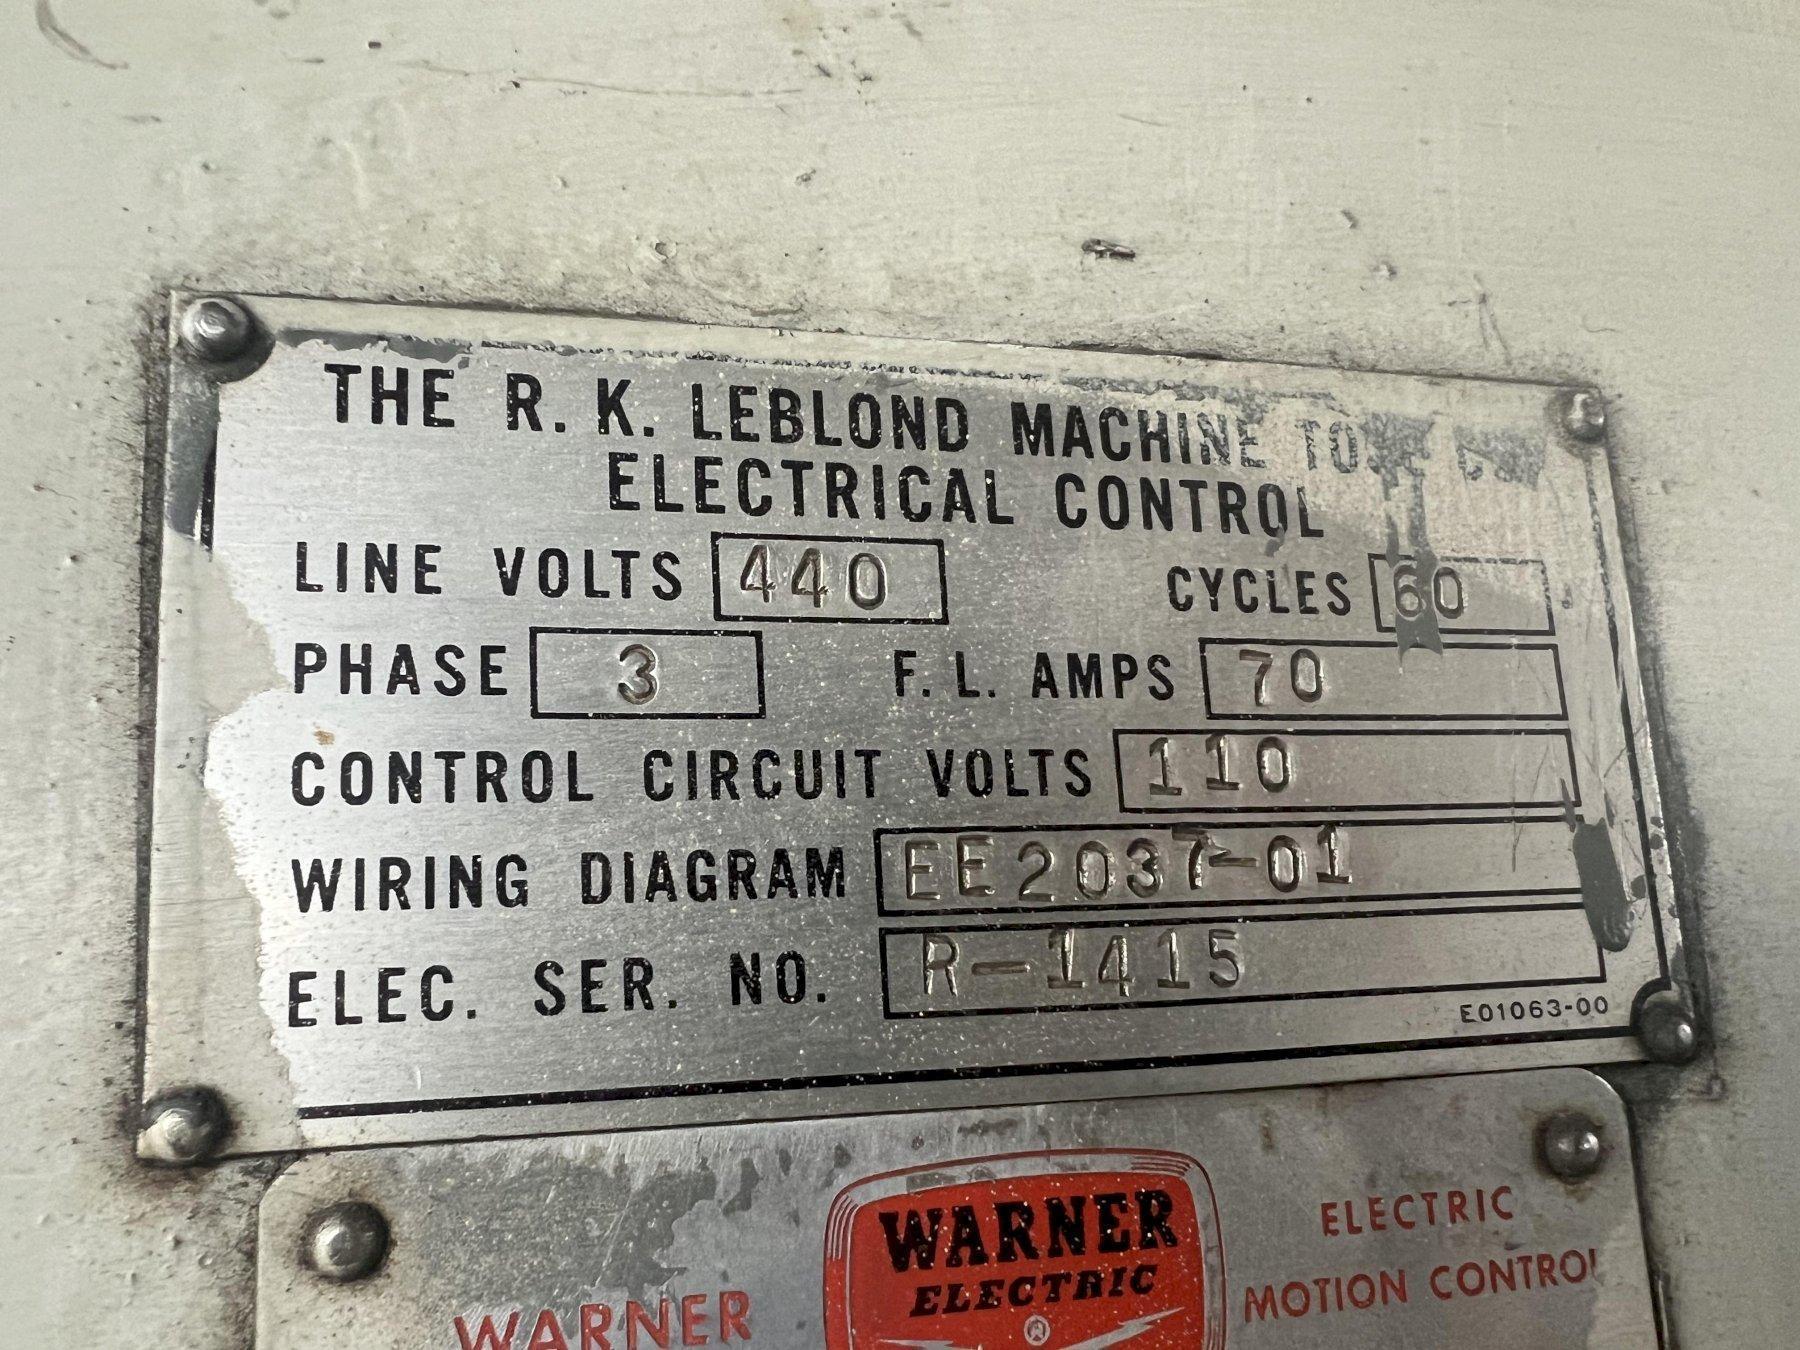 THE R. K. LEBLOND MACHINE
ELECTRICAL CONTROL
LINE VOLTS 440 CYCLES 60
PHASE 3 F. L. AMPS 70
CONTROL CIRCUIT VOLTS 110
WIRING DIAGRAM EE2037-01
ELEC. SER. NO. R-1415
E01063-00
WARNER
ELECTRIC
WARNER
ELECTRIC
MOTION CONTROL